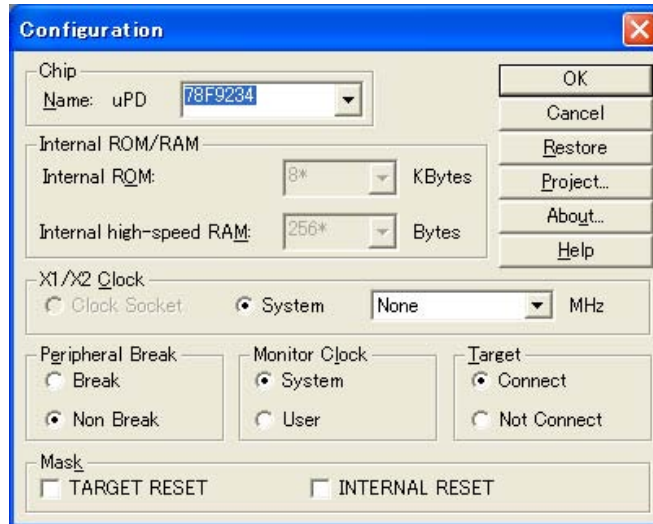 Configuration
Chip
Name: uPD 78F9234
OK
Cancel
Restore
Project...
About...
Help
Internal ROM/RAM
Internal ROM: 8* KBytes
Internal high-speed RAM: 256* Bytes
X1/X2 Clock
Clock Socket System None MHz
Peripheral Break
Break
Non Break
Monitor Clock
System
User
Target
Connect
Not Connect
Mask
TARGET RESET INTERNAL RESET